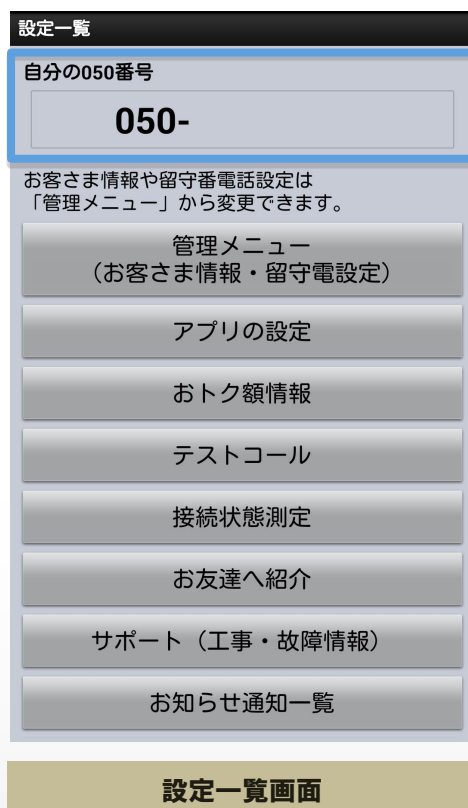 設定一覧
自分の050番号
050-
お客さま情報や留守番電話設定は
「管理メニュー」から変更できます。
管理メニュー
（お客さま情報・留守電設定）
アプリの設定
おトク額情報
テストコール
接続状態測定
お友達へ紹介
サポート（工事・故障情報）
お知らせ通知一覧
設定一覧画面